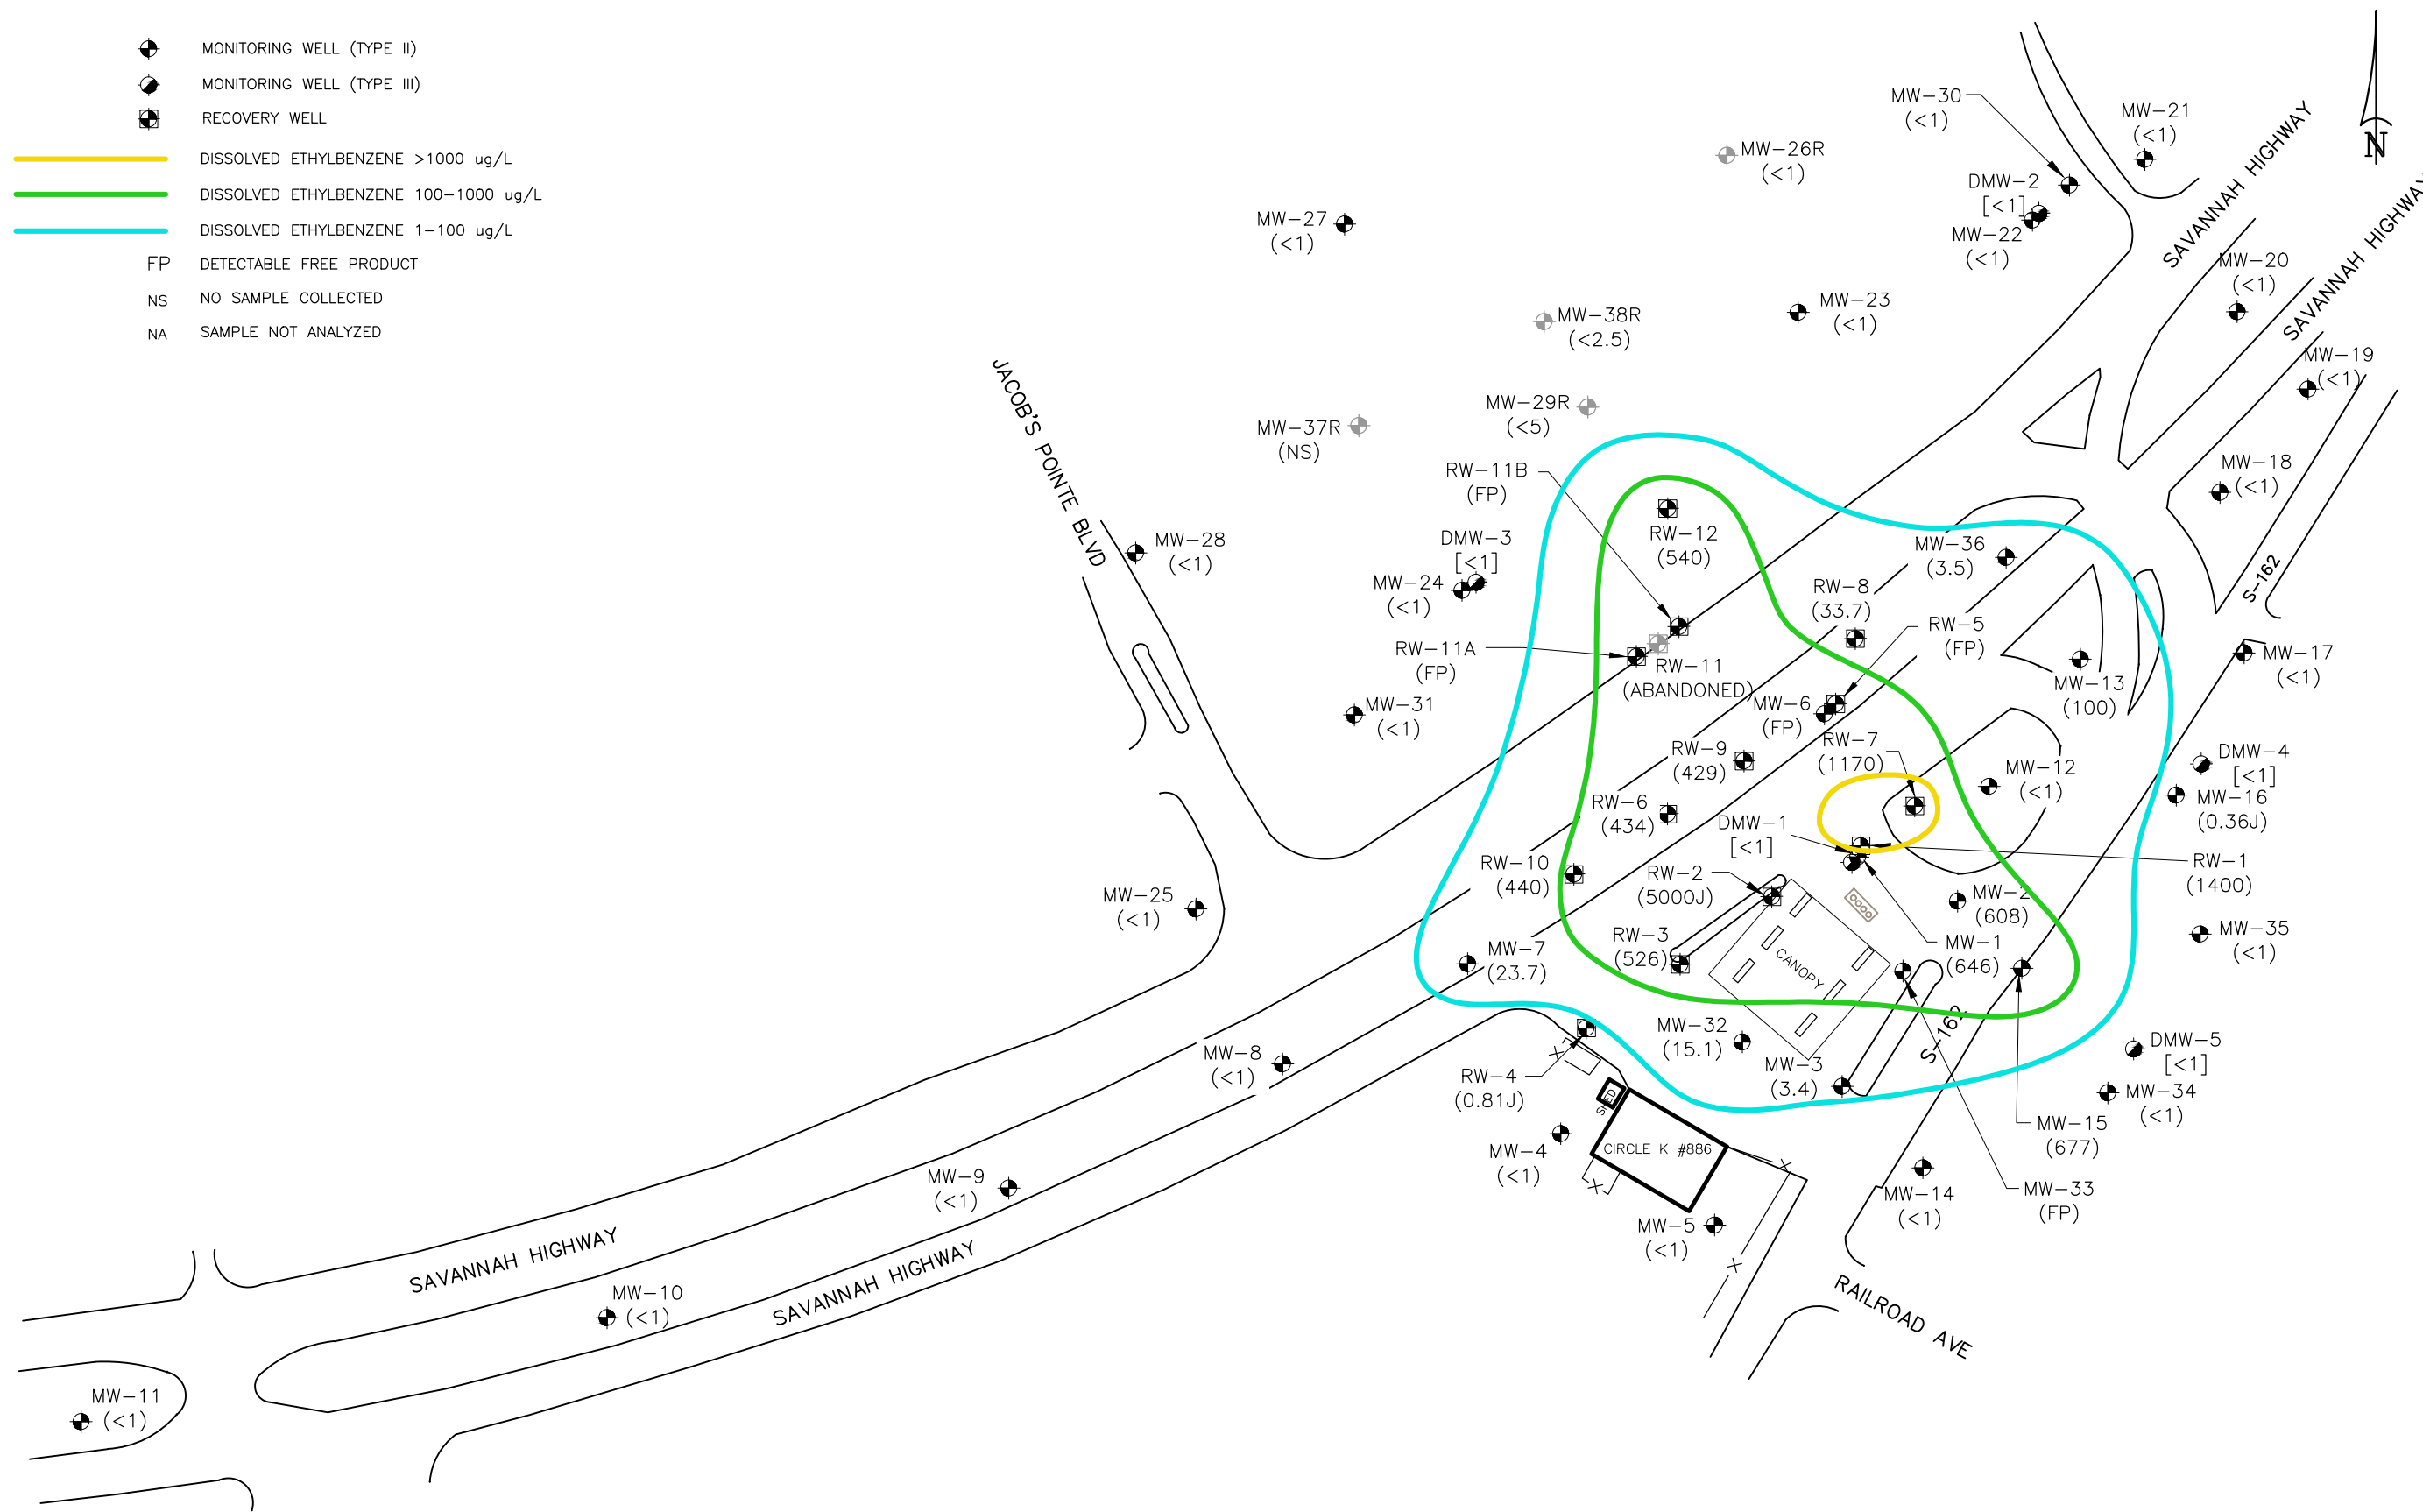 MONITORING WELL (TYPE II)
MONITORING WELL (TYPE III)
RECOVERY WELL
DISSOLVED ETHYLBENZENE >1000 ug/L
DISSOLVED ETHYLBENZENE 100-1000 ug/L
DISSOLVED ETHYLBENZENE 1-100 ug/L
FP DETECTABLE FREE PRODUCT
NS NO SAMPLE COLLECTED
NA SAMPLE NOT ANALYZED
N
MW-30
(<1)
MW-21
(<1)
SAVANNAH HIGHWAY
SAVANNAH HIGHWAY
MW-26R
(<1)
DMW-2
[<1]
MW-22
(<1)
MW-27
(<1)
MW-20
(<1)
MW-23
(<1)
MW-38R
(<2.5)
MW-19
(<1)
JACOB'S POINTE BLVD
MW-29R
(<5)
MW-37R
(NS)
RW-11B
(FP)
MW-18
(<1)
RW-12
(540)
DMW-3
[<1]
MW-28
(<1)
MW-36
(3.5)
MW-24
(<1)
RW-8
(33.7)
S-162
RW-5
(FP)
RW-11A
(FP)
RW-11
(ABANDONED)
MW-17
(<1)
MW-13
(100)
MW-31
(<1)
MW-6
(FP)
RW-9
(429)
RW-7
(1170)
DMW-4
[<1]
MW-12
(<1)
MW-16
(0.36J)
RW-6
(434)
DMW-1
[<1]
RW-1
(1400)
RW-10
(440)
RW-2
(5000J)
MW-25
(<1)
MW-2
(608)
MW-35
(<1)
RW-3
(526)
MW-1
(646)
MW-7
(23.7)
CANOPY
MW-32
(15.1)
S-162
DMW-5
[<1]
MW-8
(<1)
MW-3
(3.4)
RW-4
(0.81J)
X
SHED
MW-34
(<1)
MW-15
(677)
MW-4
(<1)
CIRCLE K #886
X
X
MW-9
(<1)
MW-14
(<1)
MW-33
(FP)
MW-5
(<1)
X
SAVANNAH HIGHWAY
SAVANNAH HIGHWAY
MW-10
(<1)
RAILROAD AVE
MW-11
(<1)